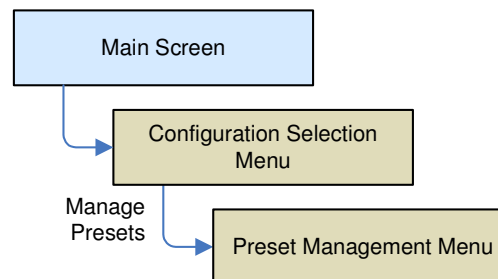 Main Screen
Configuration Selection
Menu
Manage
Presets
Preset Management Menu